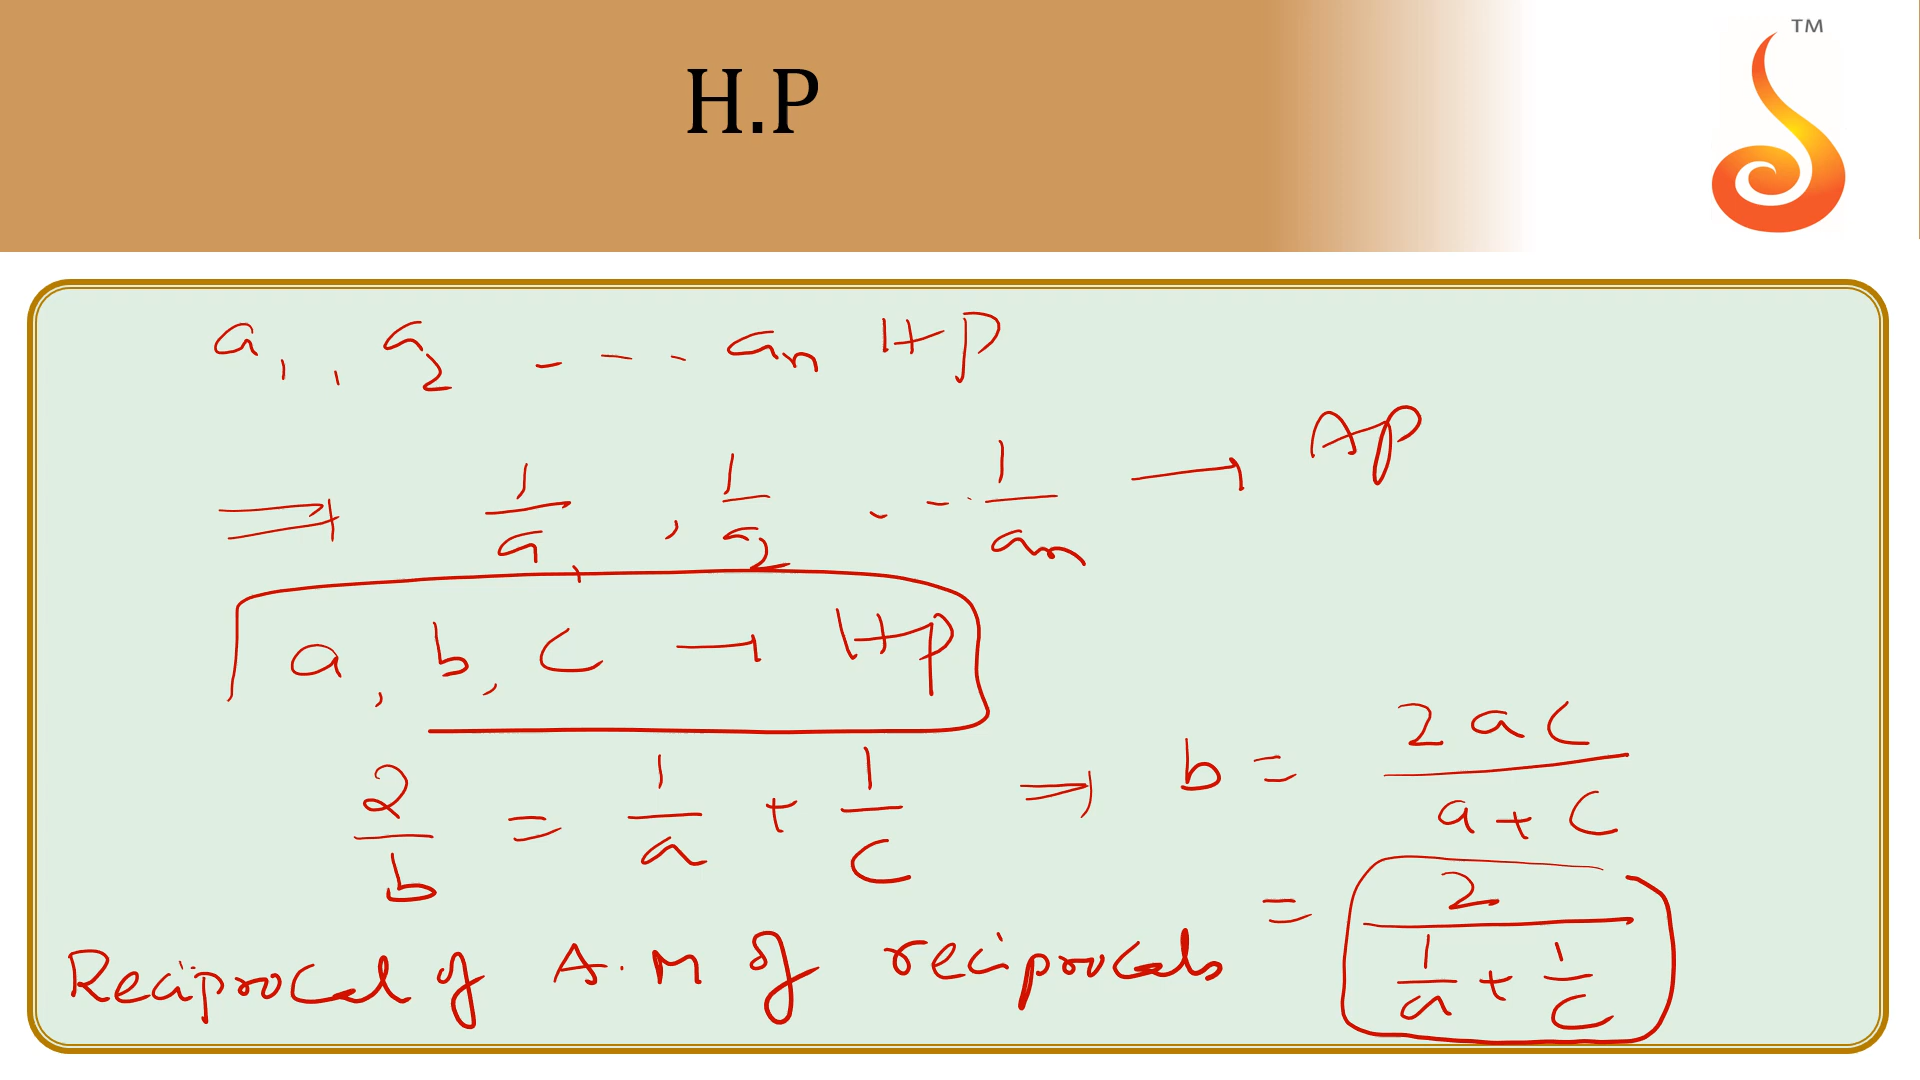 TM
H.P
a₁, a₂ - - - - aₙ HP
⇒ 1/a₁, 1/a₂ - - - 1/aₙ → AP
a, b, c → HP
2/b = 1/a + 1/c ⇒ b = 2ac/(a+c)
= 2/(1/a + 1/c)
Reciprocal of A.M of reciprocals